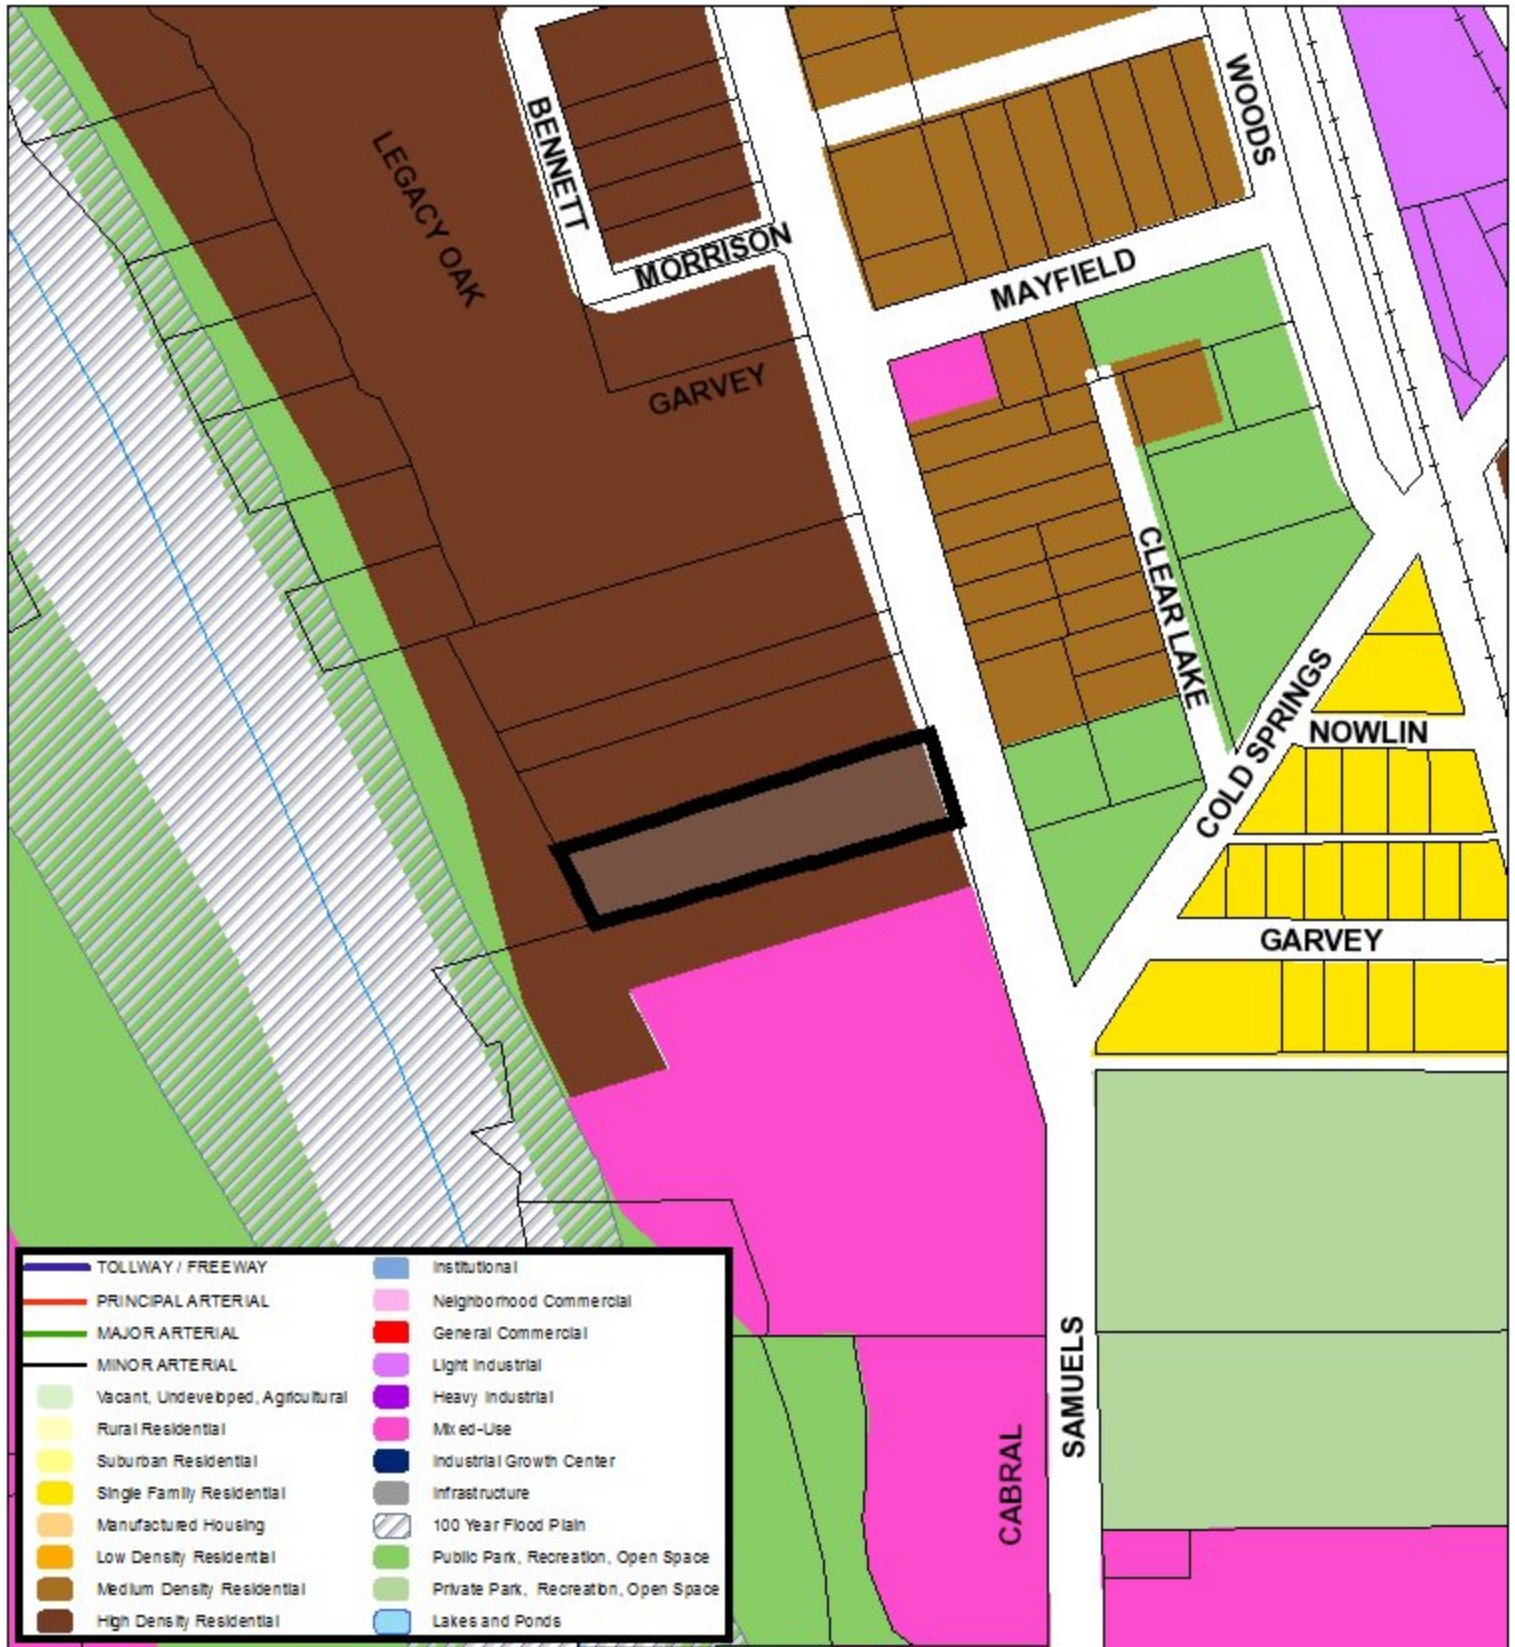 WOODS
BENNETT
LEGACY OAK
MORRISON
MAYFIELD
GARVEY
CLEAR LAKE
COLD SPRINGS
NOWLIN
GARVEY
SAMUELS
CABRAL
TOLLWAY / FREEWAY
PRINCIPAL ARTERIAL
MAJOR ARTERIAL
MINOR ARTERIAL
Vacant, Undeveloped, Agricultural
Rural Residential
Suburban Residential
Single Family Residential
Manufactured Housing
Low Density Residential
Medium Density Residential
High Density Residential
Institutional
Neighborhood Commercial
General Commercial
Light Industrial
Heavy Industrial
Mixed-Use
Industrial Growth Center
Infrastructure
100 Year Flood Plain
Public Park, Recreation, Open Space
Private Park, Recreation, Open Space
Lakes and Ponds